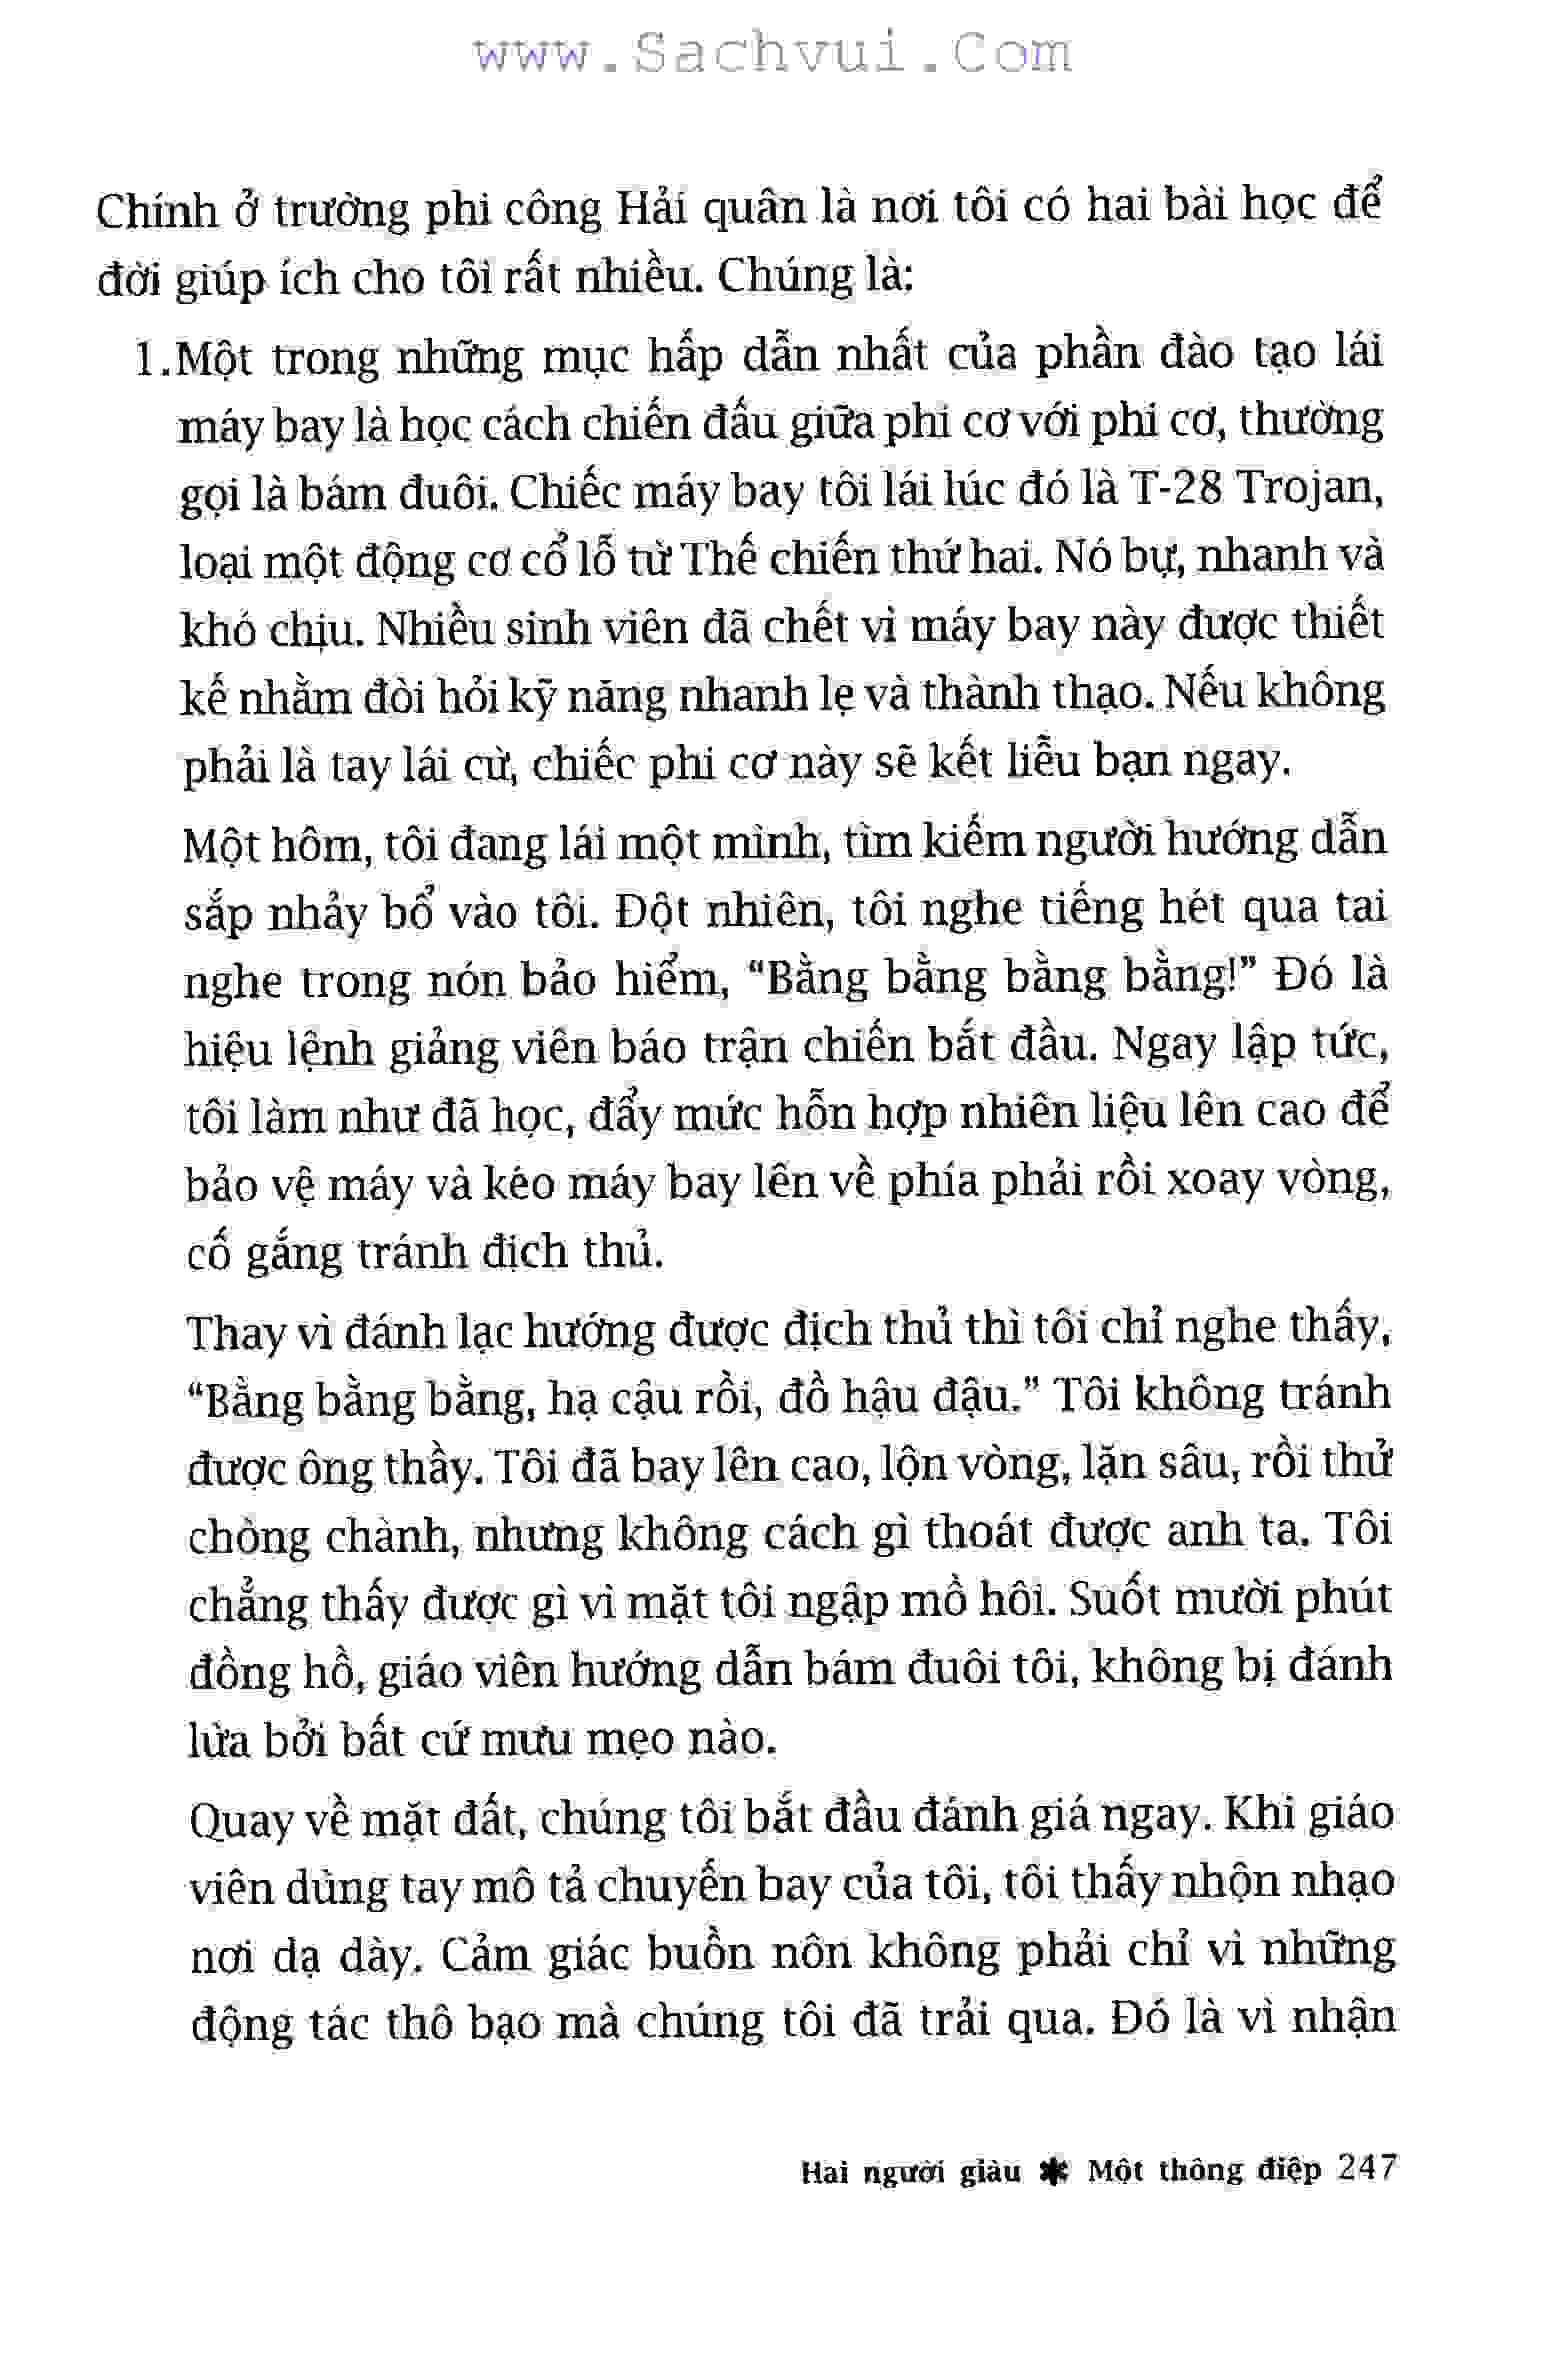 www.Sachvui.Com
Chính ở trường phi công Hải quân là nơi tôi có hai bài học để
đời giúp ích cho tôi rất nhiều. Chúng là:
1.Một trong những mục hấp dẫn nhất của phần đào tạo lái
máy bay là học cách chiến đấu giữa phi cơ với phi cơ, thường
gọi là bám đuôi. Chiếc máy bay tôi lái lúc đó là T-28 Trojan,
loại một động cơ cổ lỗ từ Thế chiến thứ hai. Nó bự, nhanh và
khó chịu. Nhiều sinh viên đã chết vì máy bay này được thiết
kế nhằm đòi hỏi kỹ năng nhanh lẹ và thành thạo. Nếu không
phải là tay lái cừ, chiếc phi cơ này sẽ kết liễu bạn ngay.
Một hôm, tôi đang lái một mình, tìm kiếm người hướng dẫn
sắp nhảy bổ vào tôi. Đột nhiên, tôi nghe tiếng hét qua tai
nghe trong nón bảo hiểm, “Bằng bằng bằng bằng!” Đó là
hiệu lệnh giảng viên báo trận chiến bắt đầu. Ngay lập tức,
tôi làm như đã học, đẩy mức hỗn hợp nhiên liệu lên cao để
bảo vệ máy và kéo máy bay lên về phía phải rồi xoay vòng,
cố gắng tránh địch thủ.
Thay vì đánh lạc hướng được địch thủ thì tôi chỉ nghe thấy,
“Bằng bằng bằng, hạ cậu rồi, đồ hậu đậu.” Tôi không tránh
được ông thầy. Tôi đã bay lên cao, lộn vòng, lặn sâu, rồi thử
chòng chành, nhưng không cách gì thoát được anh ta. Tôi
chẳng thấy được gì vì mặt tôi ngập mồ hôi. Suốt mười phút
đồng hồ, giáo viên hướng dẫn bám đuôi tôi, không bị đánh
lừa bởi bất cứ mưu mẹo nào.
Quay về mặt đất, chúng tôi bắt đầu đánh giá ngay. Khi giáo
viên dùng tay mô tả chuyến bay của tôi, tôi thấy nhộn nhạo
nơi dạ dày. Cảm giác buồn nôn không phải chỉ vì những
động tác thô bạo mà chúng tôi đã trải qua. Đó là vì nhận
Hai người giàu ✱ Một thông điệp 247